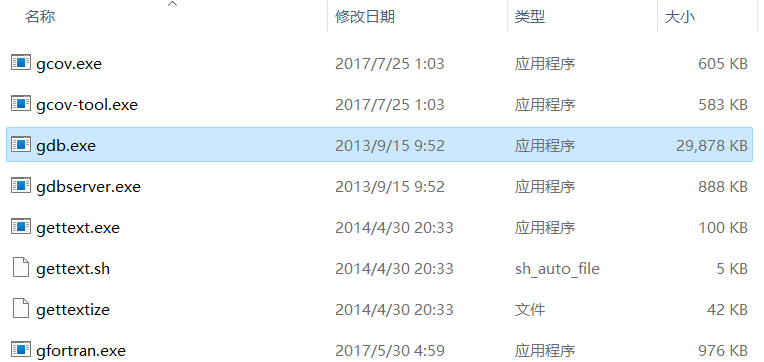 名称 修改日期 类型 大小
gcov.exe 2017/7/25 1:03 应用程序 605 KB
gcov-tool.exe 2017/7/25 1:03 应用程序 583 KB
gdb.exe 2013/9/15 9:52 应用程序 29,878 KB
gdbserver.exe 2013/9/15 9:52 应用程序 888 KB
gettext.exe 2014/4/30 20:33 应用程序 100 KB
gettext.sh 2014/4/30 20:33 sh_auto_file 5 KB
gettextize 2014/4/30 20:33 文件 42 KB
gfortran.exe 2017/5/30 4:59 应用程序 976 KB